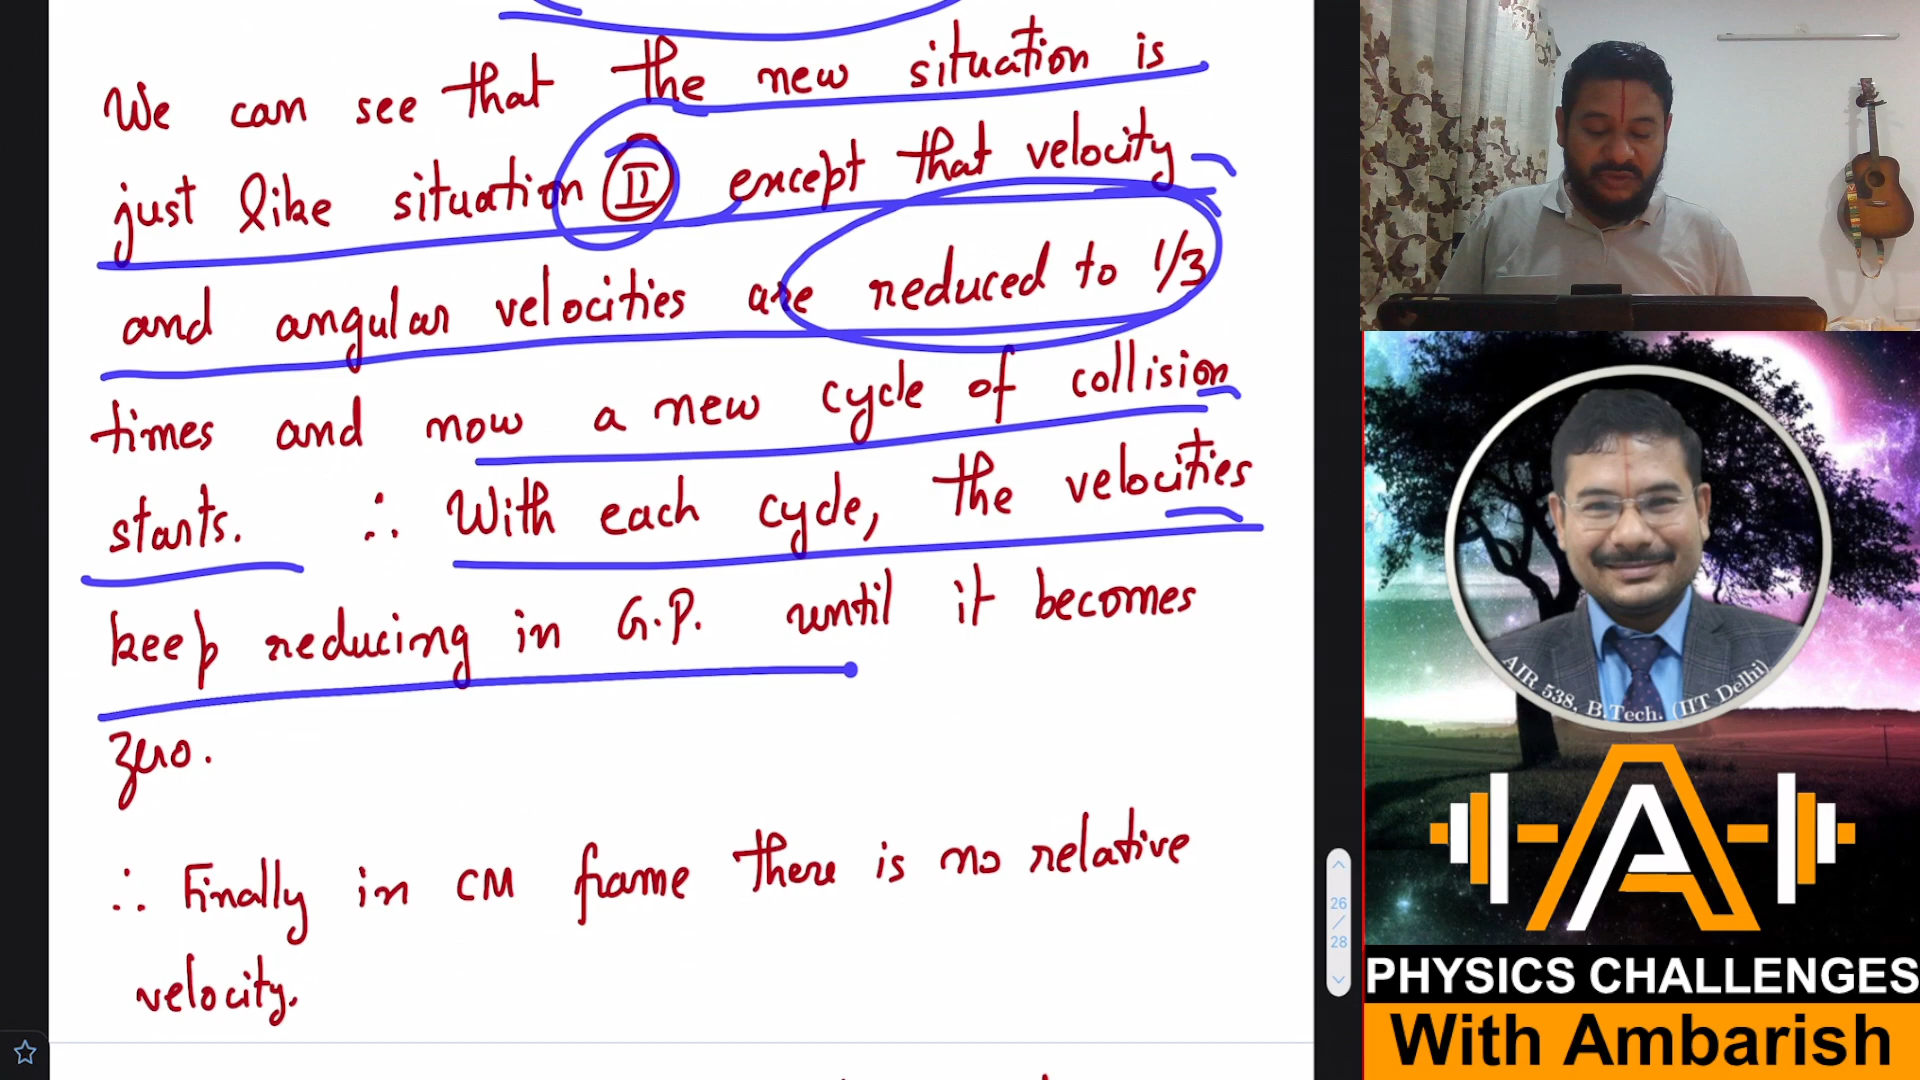 We can see that the new situation is
just like situation II except that velocity
and angular velocities are reduced to 1/3
times and now a new cycle of collision
starts. ∴ With each cycle, the velocities
keep reducing in G.P. until it becomes
zero.
∴ Finally in CM frame there is no relative
velocity.
26
/
28
AIR 538, B.Tech. (IIT Delhi)
A
PHYSICS CHALLENGES
With Ambarish